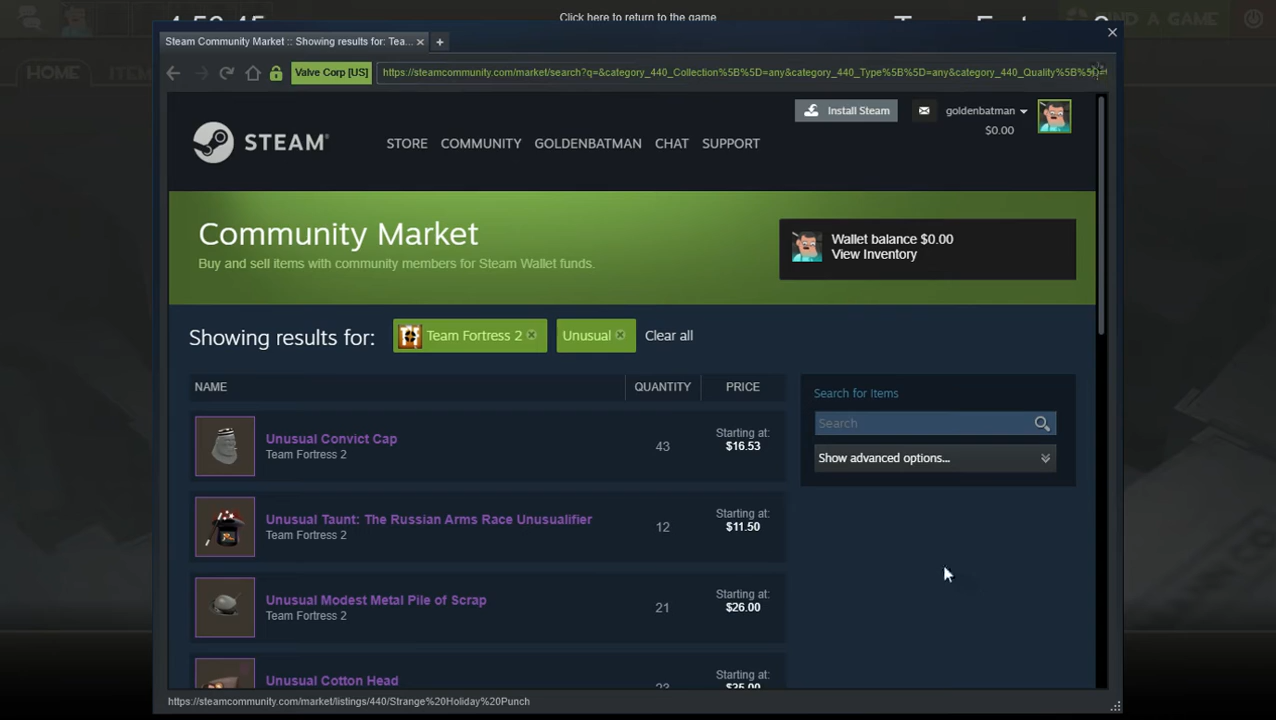 Click here to return to the game
FIND A GAME
HOME
Steam Community Market :: Showing results for: Tea...
Valve Corp [US]
https://steamcommunity.com/market/search?q=&category_440_Collection%5B%5D=any&category_440_Type%5B%5D=any&category_440_Quality%5B%5D=
Install Steam
goldenbatman
$0.00
STEAM®
STORE COMMUNITY GOLDENBATMAN CHAT SUPPORT
Community Market
Buy and sell items with community members for Steam Wallet funds.
Wallet balance $0.00
View Inventory
Showing results for:
Team Fortress 2
Unusual
Clear all
NAME QUANTITY PRICE
Unusual Convict Cap
Team Fortress 2
43
Starting at:
$16.53
Unusual Taunt: The Russian Arms Race Unusualifier
Team Fortress 2
12
Starting at:
$11.50
Unusual Modest Metal Pile of Scrap
Team Fortress 2
21
Starting at:
$26.00
Unusual Cotton Head
23
Starting at:
$35.00
Search for Items
Search
Show advanced options...
https://steamcommunity.com/market/listings/440/Strange%20Holiday%20Punch